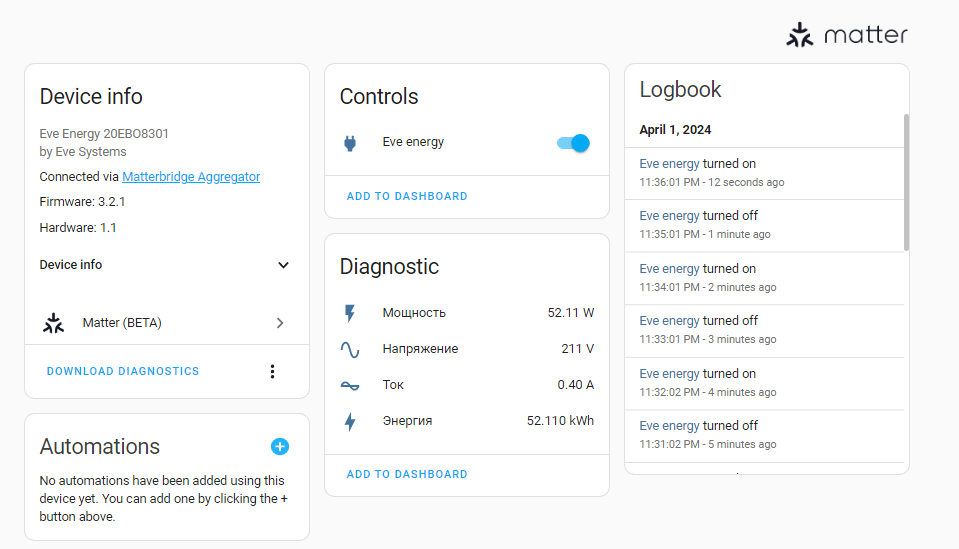 matter
Device info
Eve Energy 20EBO8301
by Eve Systems
Connected via Matterbridge Aggregator
Firmware: 3.2.1
Hardware: 1.1
Device info
Matter (BETA)
DOWNLOAD DIAGNOSTICS
Automations
No automations have been added using this
device yet. You can add one by clicking the +
button above.
Controls
Eve energy
ADD TO DASHBOARD
Diagnostic
Мощность 52.11 W
Напряжение 211 V
Ток 0.40 A
Энергия 52.110 kWh
ADD TO DASHBOARD
Logbook
April 1, 2024
Eve energy turned on
11:36:01 PM - 12 seconds ago
Eve energy turned off
11:35:01 PM - 1 minute ago
Eve energy turned on
11:34:01 PM - 2 minutes ago
Eve energy turned off
11:33:01 PM - 3 minutes ago
Eve energy turned on
11:32:02 PM - 4 minutes ago
Eve energy turned off
11:31:02 PM - 5 minutes ago